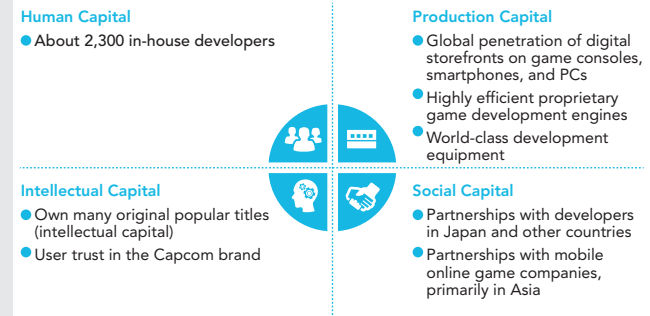 Human Capital
About 2,300 in-house developers
Production Capital
Global penetration of digital
storefronts on game consoles,
smartphones, and PCs
Highly efficient proprietary
game development engines
World-class development
equipment
Intellectual Capital
Own many original popular titles
(intellectual capital)
User trust in the Capcom brand
Social Capital
Partnerships with developers
in Japan and other countries
Partnerships with mobile
online game companies,
primarily in Asia